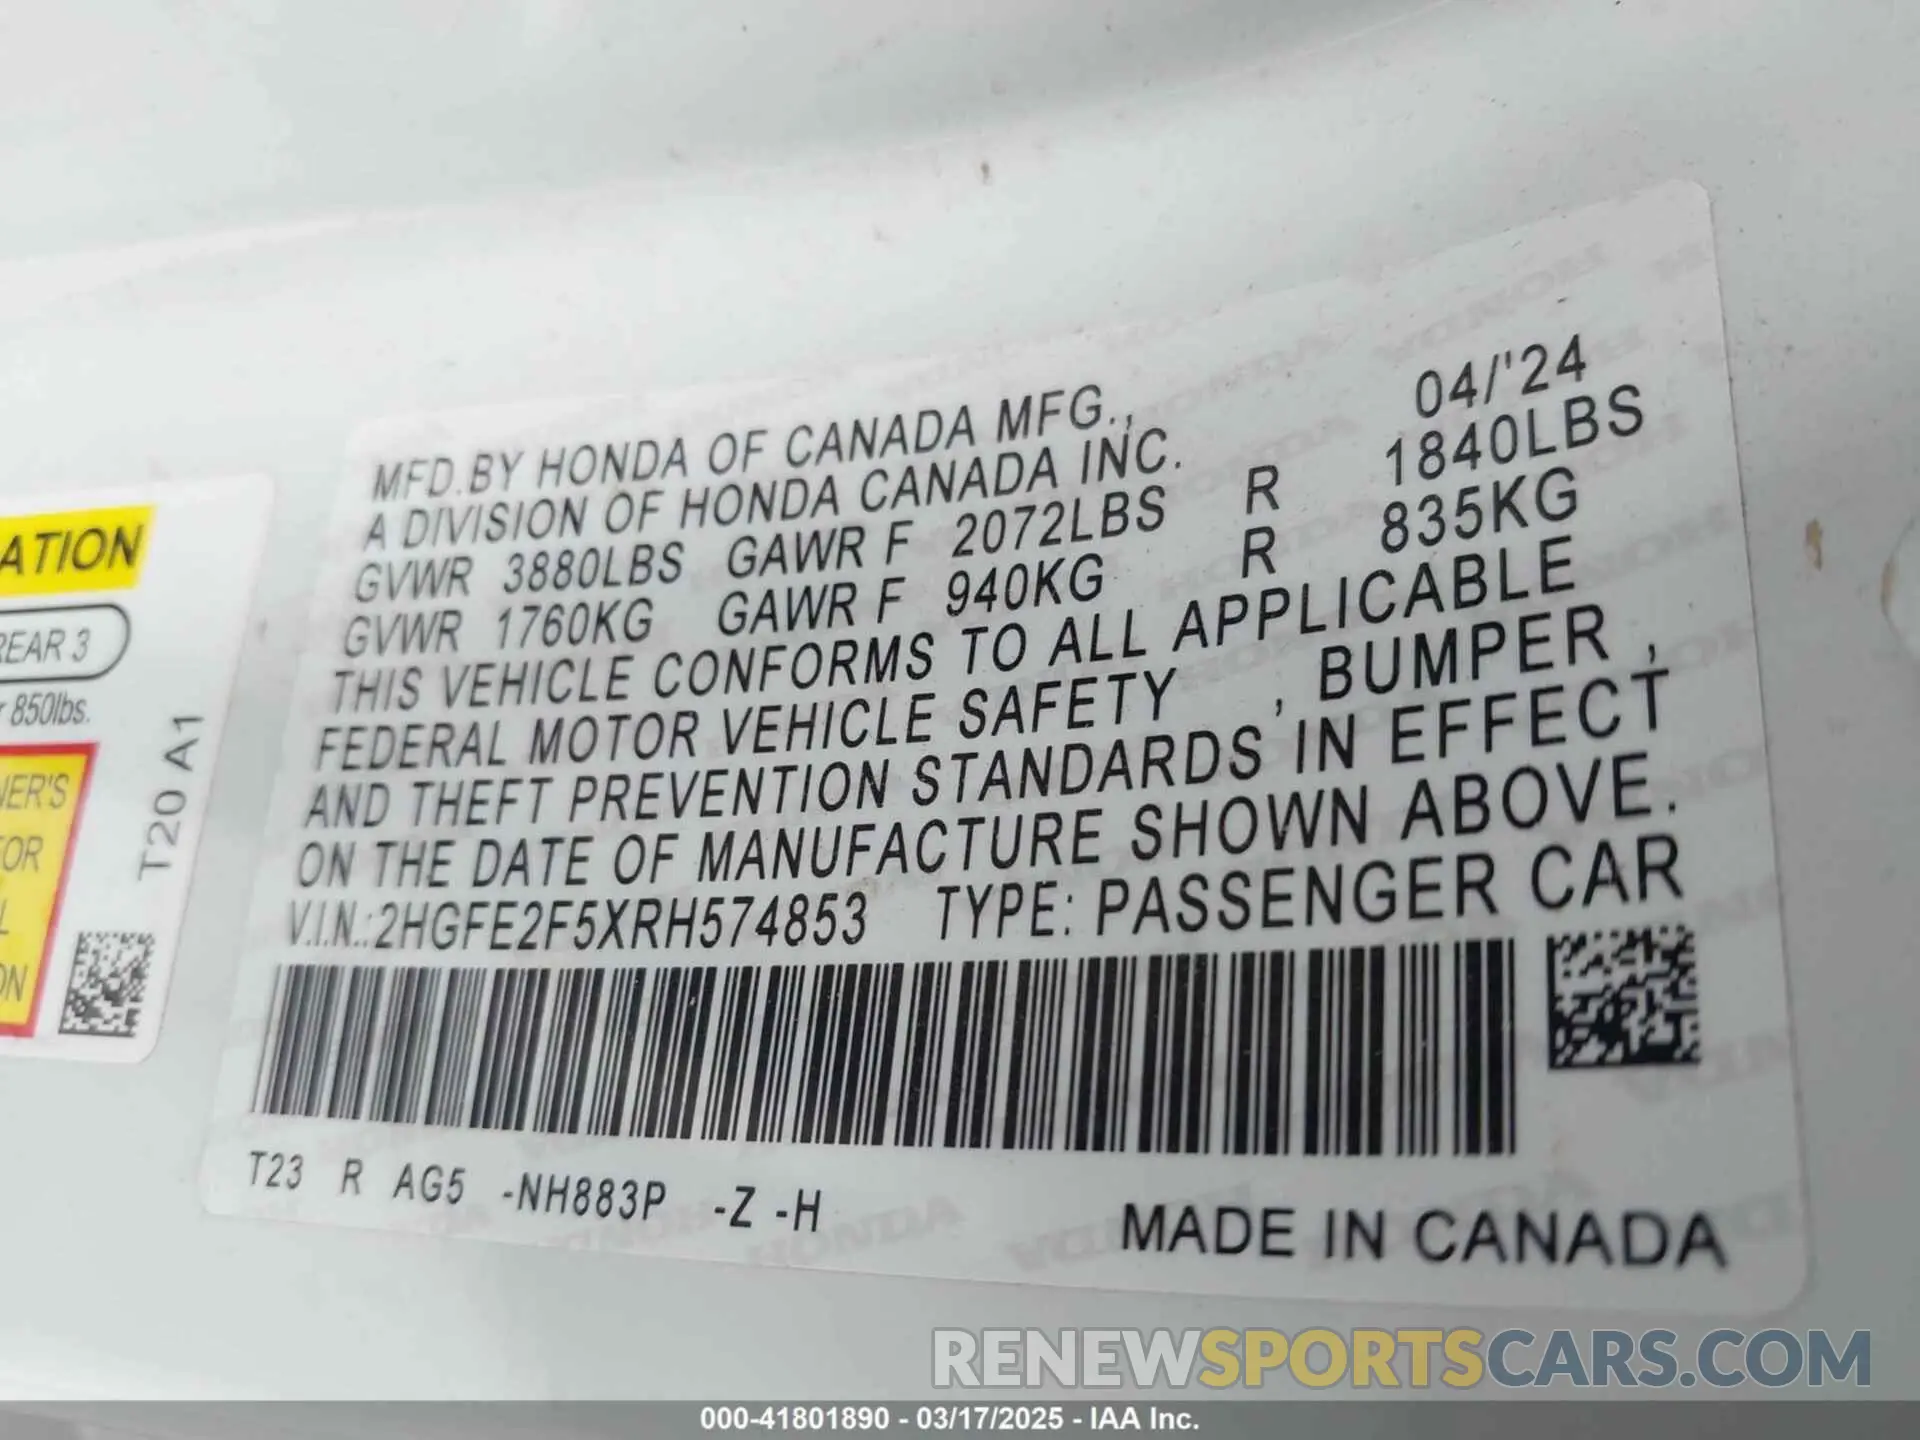 MFD.BY HONDA OF CANADA MFG.,
04/'24
A DIVISION OF HONDA CANADA INC.
GVWR 3880LBS GAWR F 2072LBS R 1840LBS
GVWR 1760KG GAWR F 940KG R 835KG
THIS VEHICLE CONFORMS TO ALL APPLICABLE
FEDERAL MOTOR VEHICLE SAFETY , BUMPER ,
AND THEFT PREVENTION STANDARDS IN EFFECT
ON THE DATE OF MANUFACTURE SHOWN ABOVE.
V.I.N.:2HGFE2F5XRH574853 TYPE: PASSENGER CAR
T23 R AG5 -NH883P -Z -H
MADE IN CANADA
ATION
REAR 3
850lbs.
NER'S
OR
L
ON
T20 A1
RENEWSPORTSCARS.COM
000-41801890 - 03/17/2025 - IAA Inc.